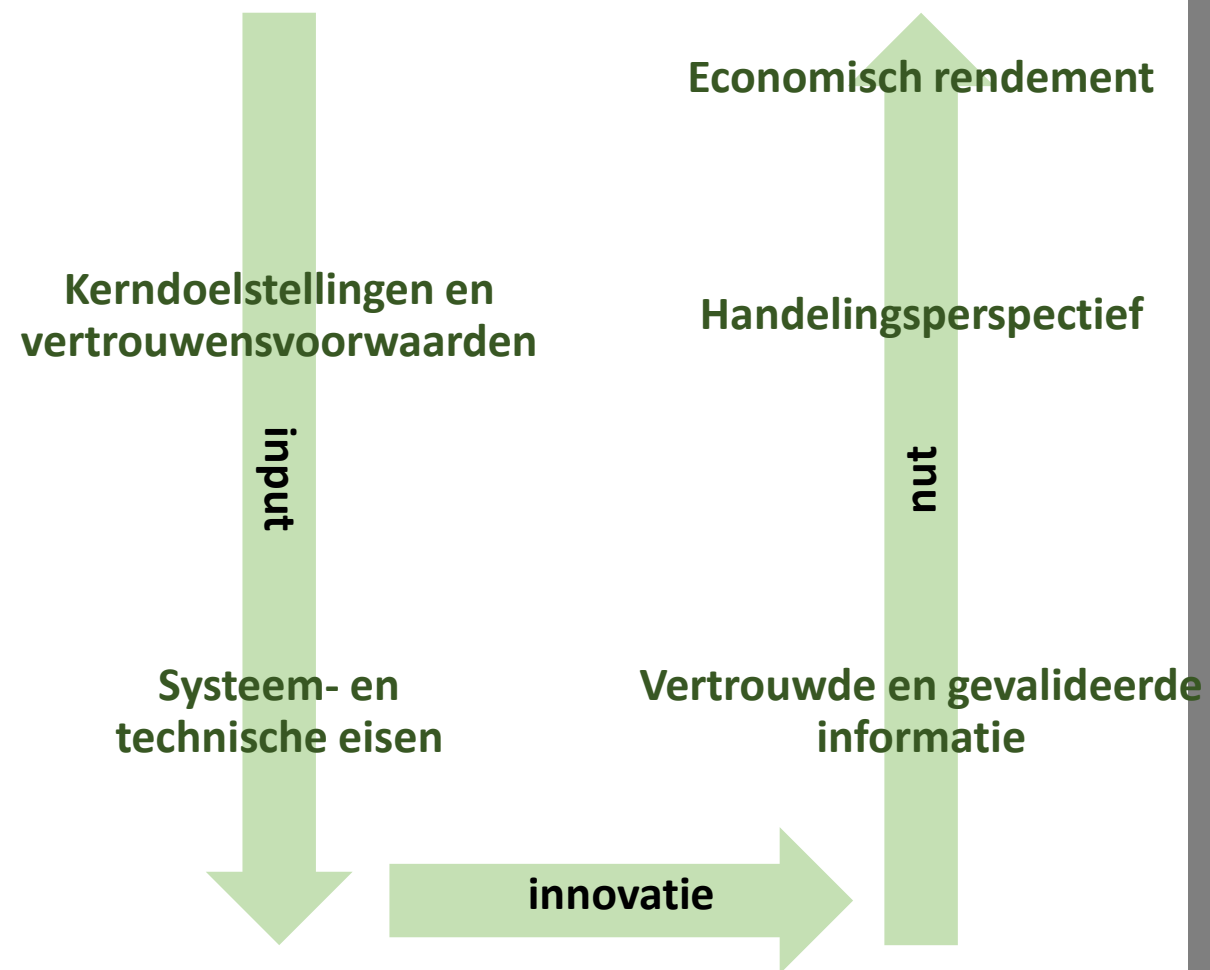 Economisch rendement
Kerndoelstellingen en
vertrouwensvoorwaarden
Handelingsperspectief
input
nut
Systeem- en
technische eisen
Vertrouwde en gevalideerde
informatie
innovatie